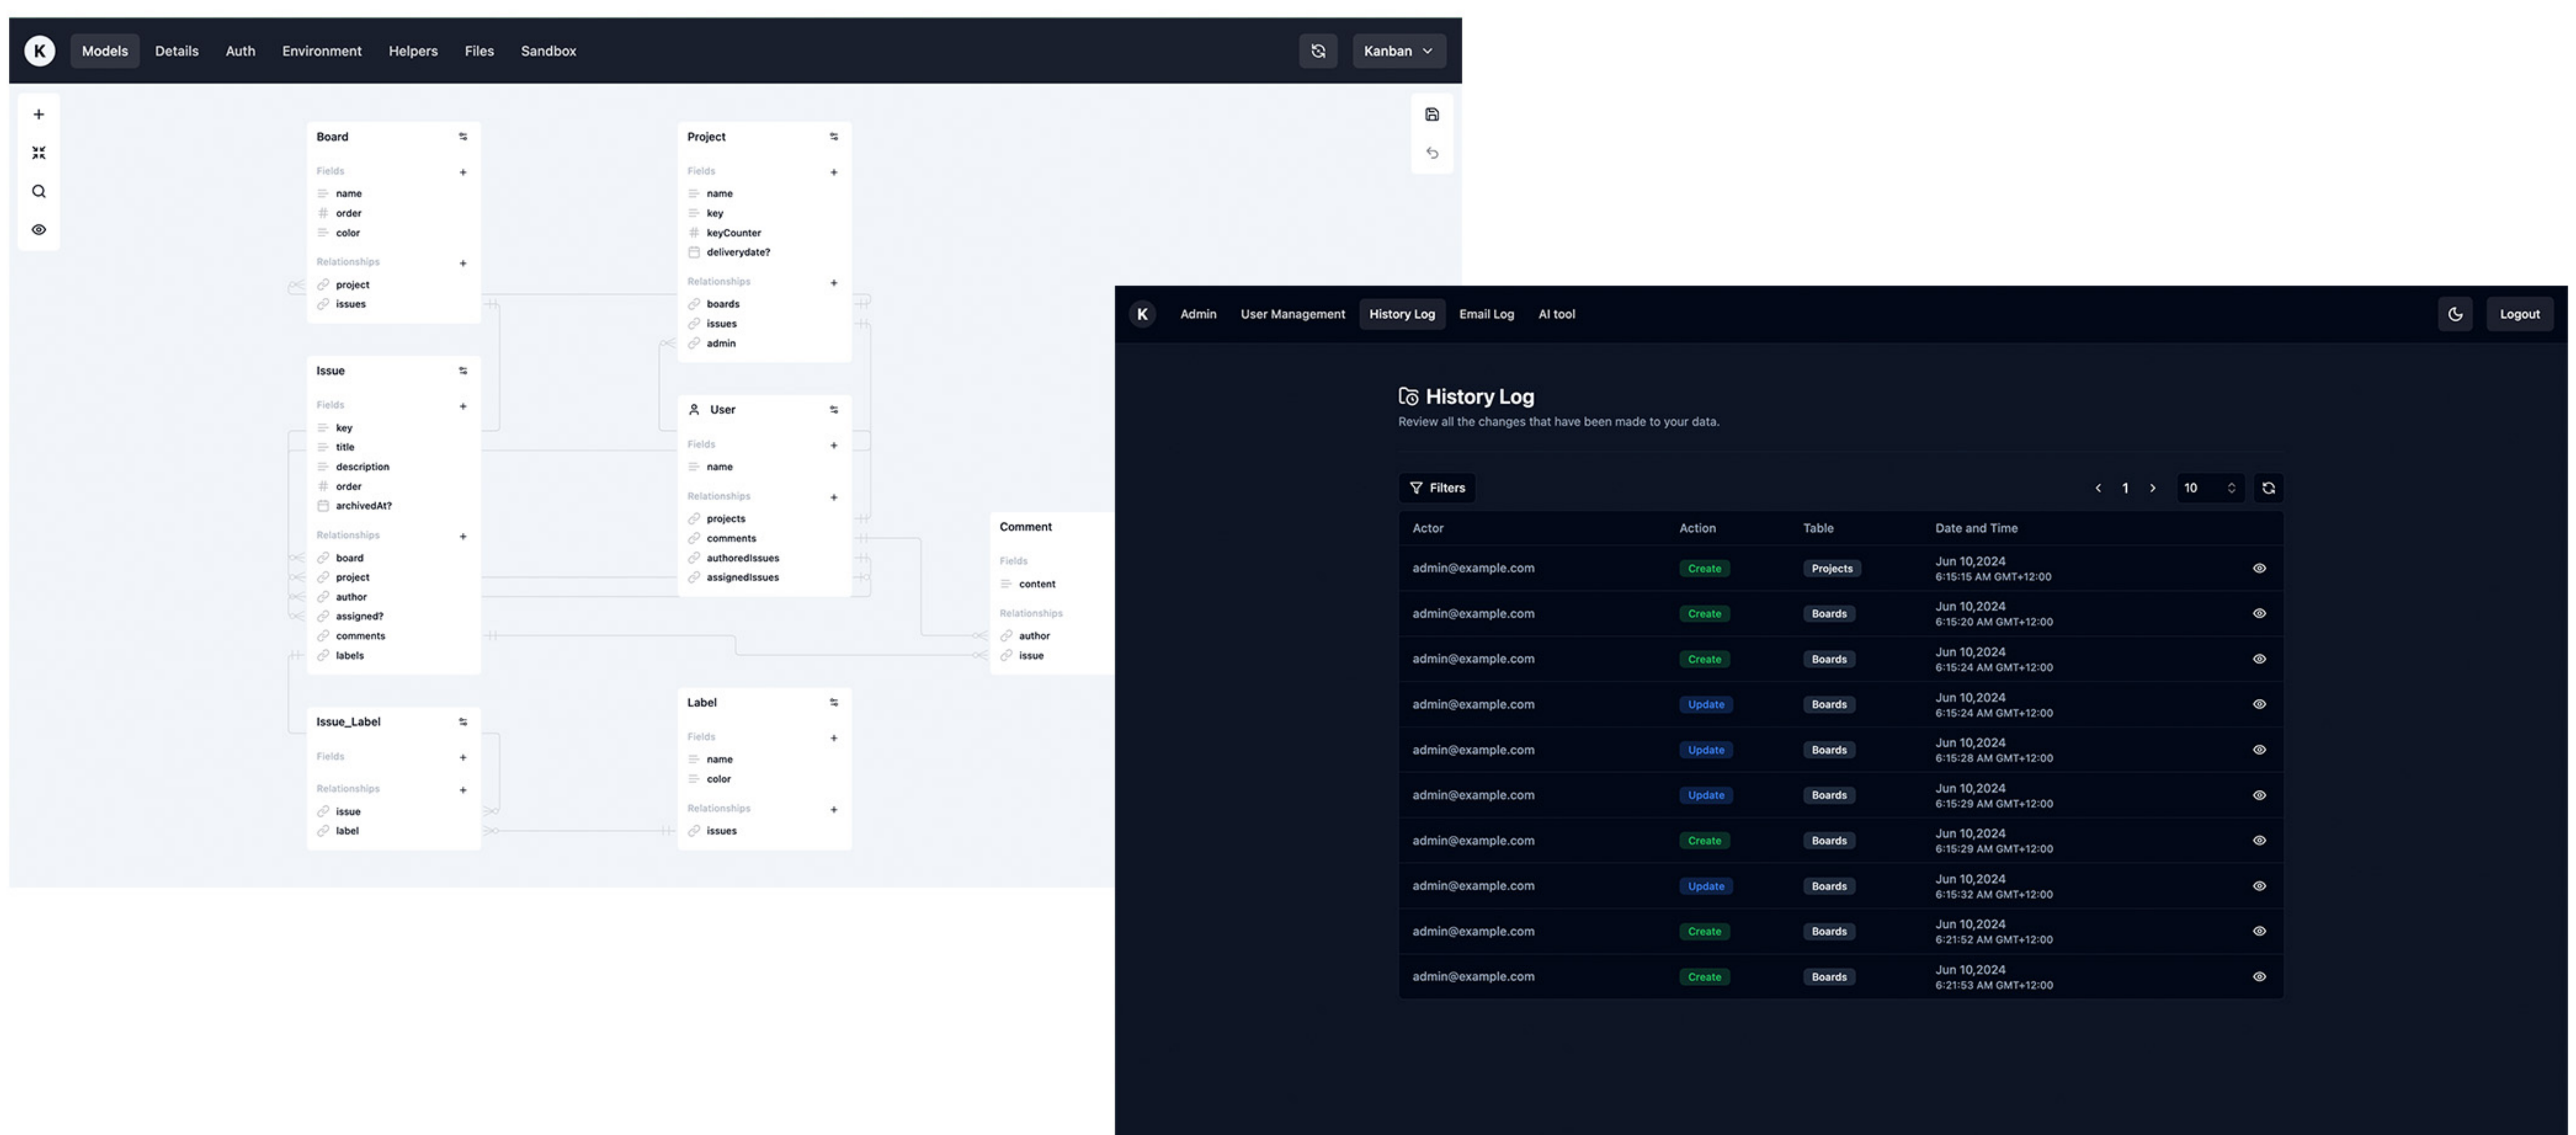 K Models Details Auth Environment Helpers Files Sandbox Kanban
Board
Fields
name
order
color
Relationships
project
issues
Issue
Fields
key
title
description
order
archivedAt?
Relationships
board
project
author
assigned?
comments
labels
Issue_Label
Fields
Relationships
issue
label
Project
Fields
name
key
keyCounter
deliverydate?
Relationships
boards
issues
admin
User
Fields
name
Relationships
projects
comments
authoredIssues
assignedIssues
Label
Fields
name
color
Relationships
issues
Comment
Fields
content
Relationships
author
issue
K Admin User Management History Log Email Log AI tool Logout
History Log
Review all the changes that have been made to your data.
Filters 1 10
Actor Action Table Date and Time
admin@example.com Create Projects Jun 10,2024
6:15:15 AM GMT+12:00
admin@example.com Create Boards Jun 10,2024
6:15:20 AM GMT+12:00
admin@example.com Create Boards Jun 10,2024
6:15:24 AM GMT+12:00
admin@example.com Update Boards Jun 10,2024
6:15:24 AM GMT+12:00
admin@example.com Update Boards Jun 10,2024
6:15:28 AM GMT+12:00
admin@example.com Update Boards Jun 10,2024
6:15:29 AM GMT+12:00
admin@example.com Create Boards Jun 10,2024
6:15:29 AM GMT+12:00
admin@example.com Update Boards Jun 10,2024
6:15:32 AM GMT+12:00
admin@example.com Create Boards Jun 10,2024
6:21:52 AM GMT+12:00
admin@example.com Create Boards Jun 10,2024
6:21:53 AM GMT+12:00